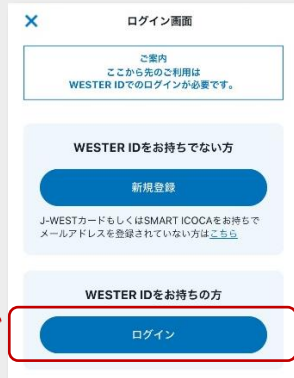 ログイン画面
ご案内
ここから先のご利用は
WESTER IDでのログインが必要です。
WESTER IDをお持ちでない方
新規登録
J-WESTカードもしくはSMART ICOCAをお持ちで
メールアドレスを登録されていない方はこちら
WESTER IDをお持ちの方
ログイン